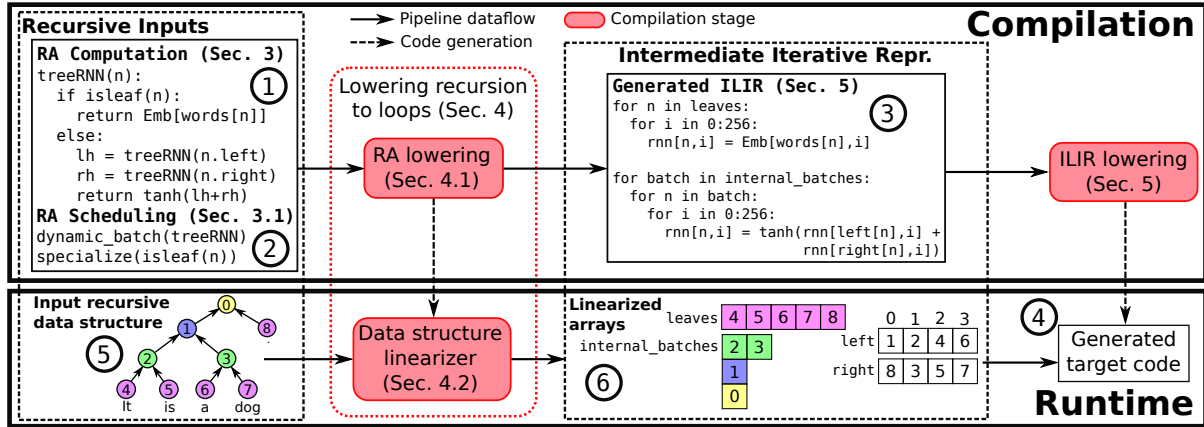 Recursive Inputs
Pipeline dataflow
Compilation stage
Code generation
Compilation
RA Computation (Sec. 3)
1
treeRNN(n):
if isleaf(n):
return Emb[words[n]]
else:
lh = treeRNN(n.left)
rh = treeRNN(n.right)
return tanh(lh+rh)
RA Scheduling (Sec. 3.1)
dynamic_batch(treeRNN)
specialize(isleaf(n))
2
Lowering recursion
to loops (Sec. 4)
RA lowering
(Sec. 4.1)
Intermediate Iterative Repr.
Generated ILIR (Sec. 5)
3
for n in leaves:
for i in 0:256:
rnn[n,i] = Emb[words[n],i]
for batch in internal_batches:
for n in batch:
for i in 0:256:
rnn[n,i] = tanh(rnn[left[n],i] +
rnn[right[n],i])
ILIR lowering
(Sec. 5)
Input recursive
data structure
5
0
1
8
2
3
4
5
6
7
It
is
a
dog
.
Data structure
linearizer
(Sec. 4.2)
Linearized
arrays
6
leaves
4 5 6 7 8
internal_batches
2 3
1
0
0 1 2 3
left 1 2 4 6
right 8 3 5 7
4
Generated
target code
Runtime